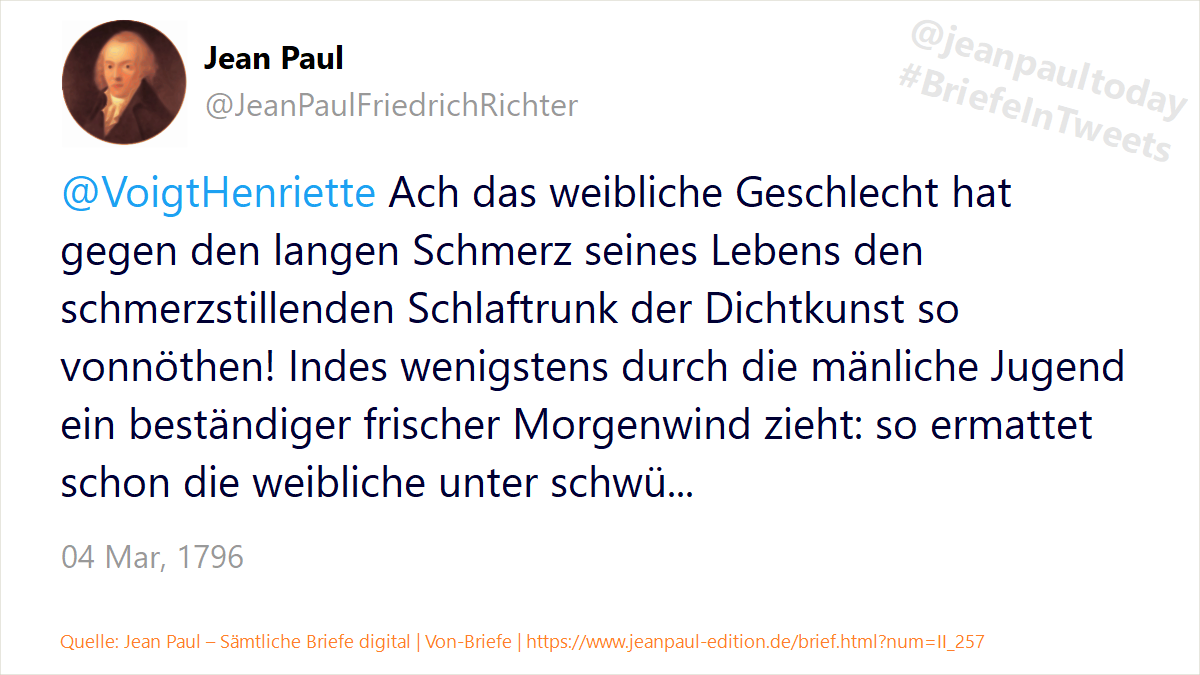 Jean Paul
@JeanPaulFriedrichRichter
@jeanpaultoday
#BriefeInTweets
@VoigtHenriette Ach das weibliche Geschlecht hat
gegen den langen Schmerz seines Lebens den
schmerzstillenden Schlaftrunk der Dichtkunst so
vonnöthen! Indes wenigstens durch die mänliche Jugend
ein beständiger frischer Morgenwind zieht: so ermattet
schon die weibliche unter schwü...
04 Mar, 1796
Quelle: Jean Paul – Sämtliche Briefe digital | Von-Briefe | https://www.jeanpaul-edition.de/brief.html?num=II_257